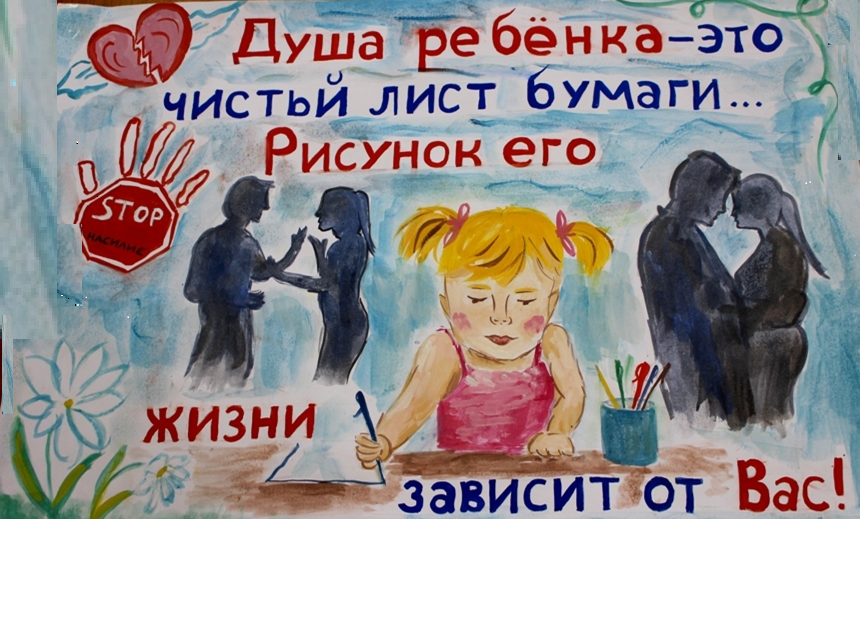 Душа ребёнка-это
чистый лист бумаги...
Рисунок его
STOP
НАСИЛИЕ
жизни
зависит от Вас!